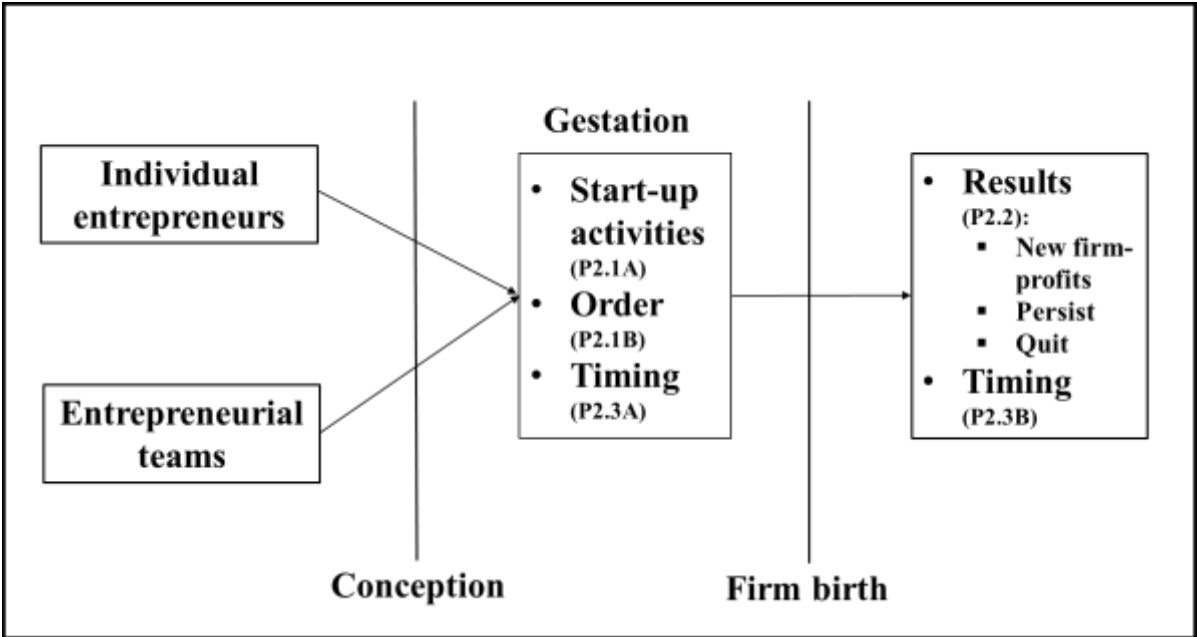 Individual
entrepreneurs
Entrepreneurial
teams
Conception
Gestation
• Start-up
activities
(P2.1A)
• Order
(P2.1B)
• Timing
(P2.3A)
Firm birth
• Results
(P2.2):
▪ New firm-
profits
▪ Persist
▪ Quit
• Timing
(P2.3B)